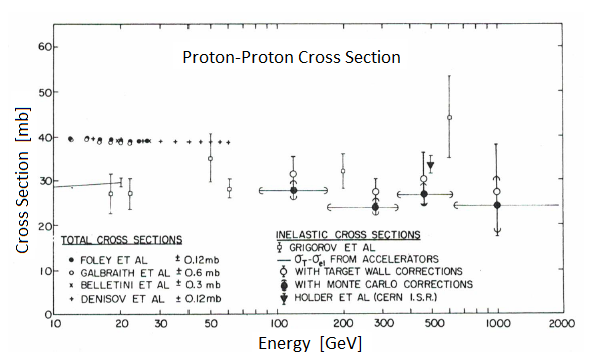 Proton-Proton Cross Section
Cross Section [mb]
60
50
40
30
20
10
0
10
20
30
50
80 100
200
300
500
800 1000
2000
Energy [GeV]
TOTAL CROSS SECTIONS
FOLEY ET AL ± 0.12mb
GALBRAITH ET AL ± 0.6 mb
BELLETINI ET AL ± 0.3 mb
DENISOV ET AL ± 0.12mb
INELASTIC CROSS SECTIONS
GRIGOROV ET AL
σT-σel FROM ACCELERATORS
WITH TARGET WALL CORRECTIONS
WITH MONTE CARLO CORRECTIONS
HOLDER ET AL (CERN I.S.R.)